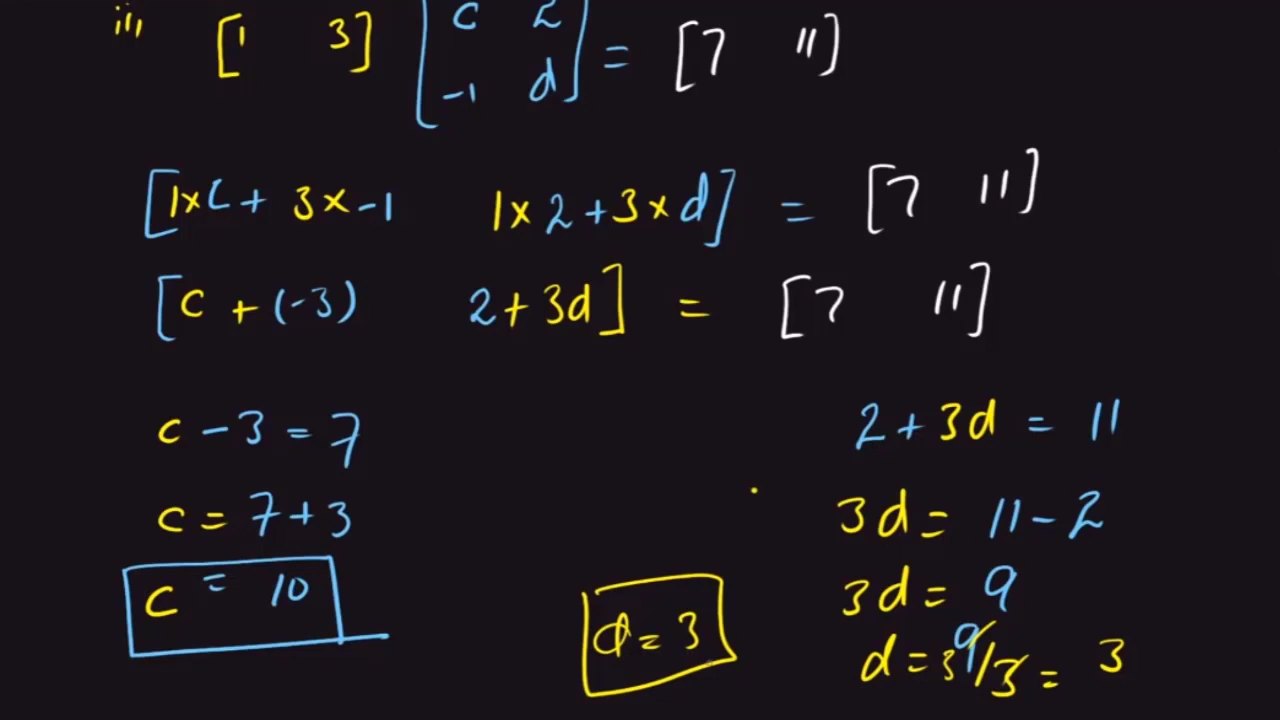 iii, [1 3] [c 2 = [7 11]
-1 d]
[1×c + 3×-1 1×2+3×d] = [7 11]
[c + (-3) 2+3d] = [7 11]
c - 3 = 7
c = 7+3
c = 10
2 + 3d = 11
3d = 11-2
3d = 9
d = 3 9/3 = 3
d = 3